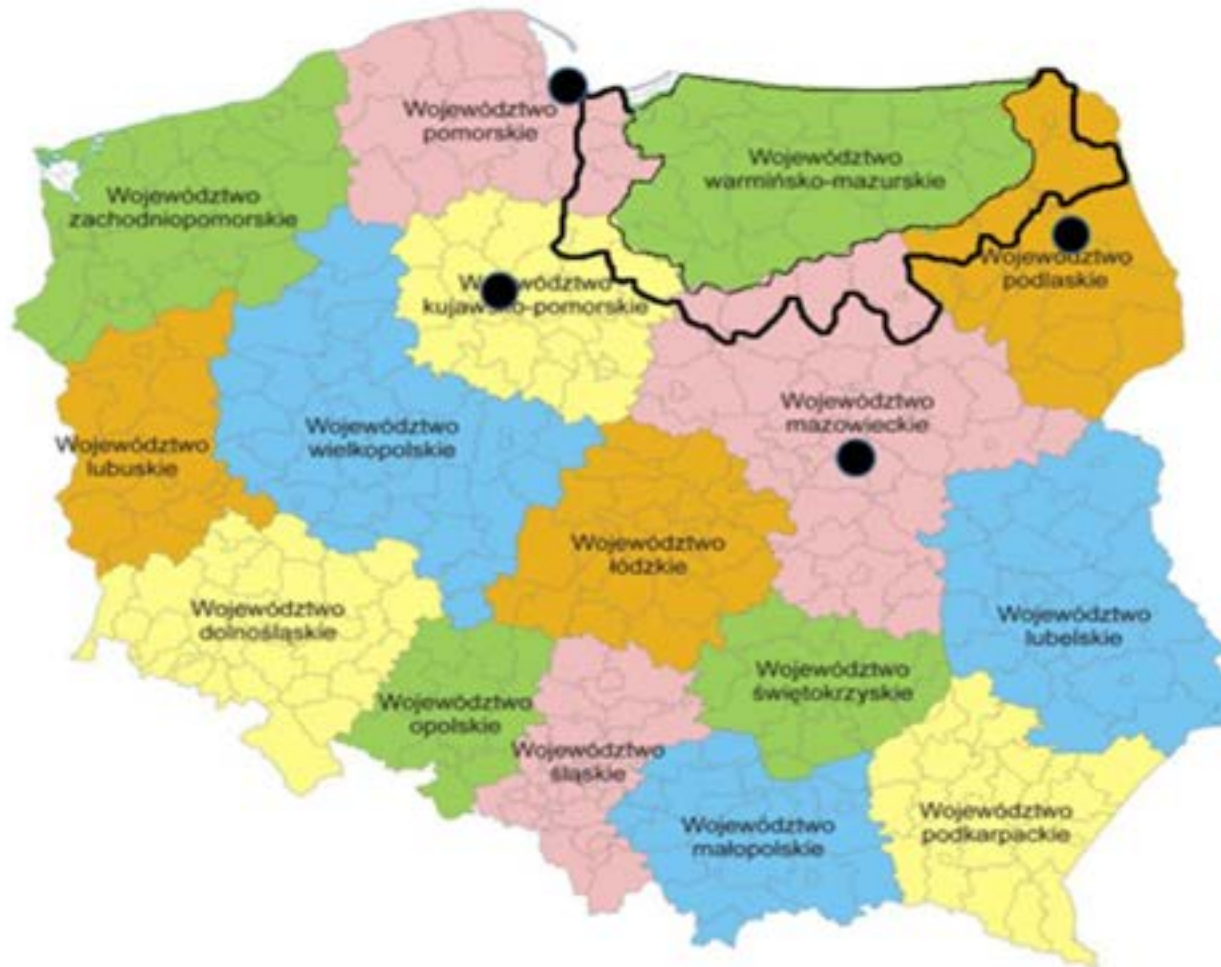 Województwo
pomorskie
Województwo
warmińsko-mazurskie
Województwo
zachodniopomorskie
Województwo
podlaskie
Województwo
kujawsko-pomorskie
Województwo
mazowieckie
Województwo
wielkopolskie
Województwo
lubuskie
Województwo
łódzkie
Województwo
dolnośląskie
Województwo
lubelskie
Województwo
świętokrzyskie
Województwo
opolskie
Województwo
śląskie
Województwo
małopolskie
Województwo
podkarpackie